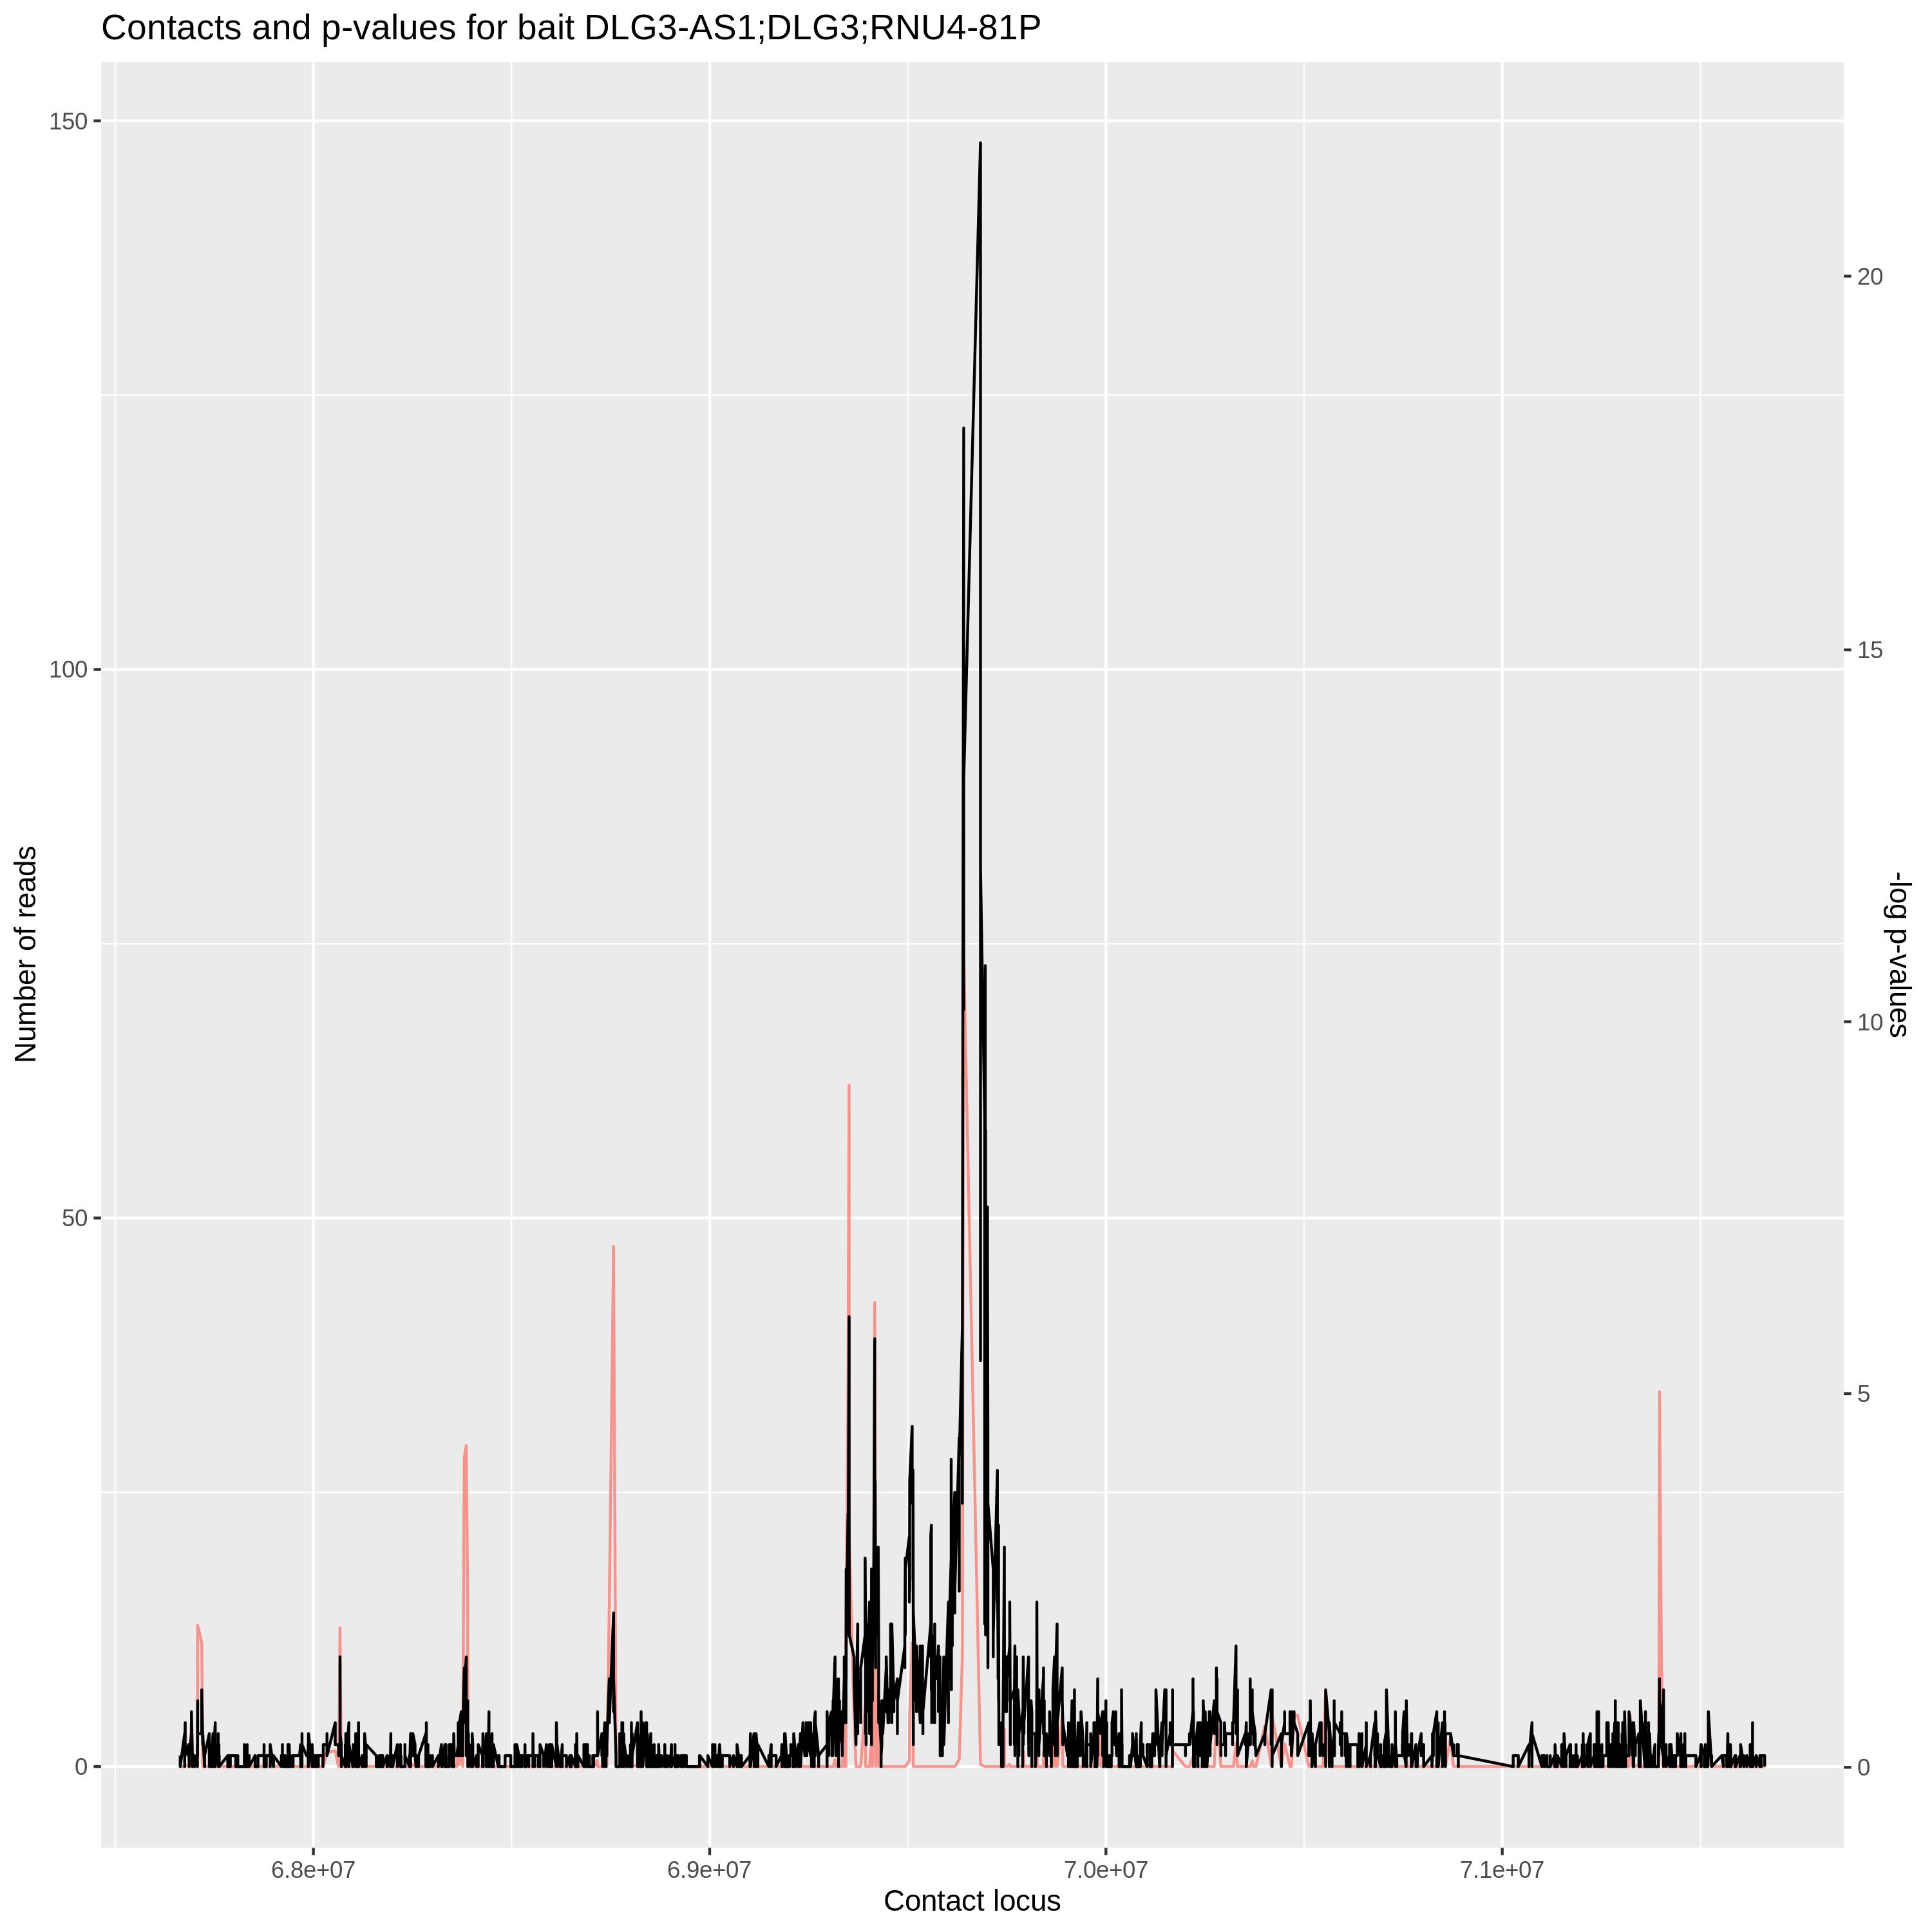 Contacts and p-values for bait DLG3-AS1;DLG3;RNU4-81P
150
100
50
0
Number of reads
20
15
10
5
0
-log p-values
6.8e+07
6.9e+07
7.0e+07
7.1e+07
Contact locus